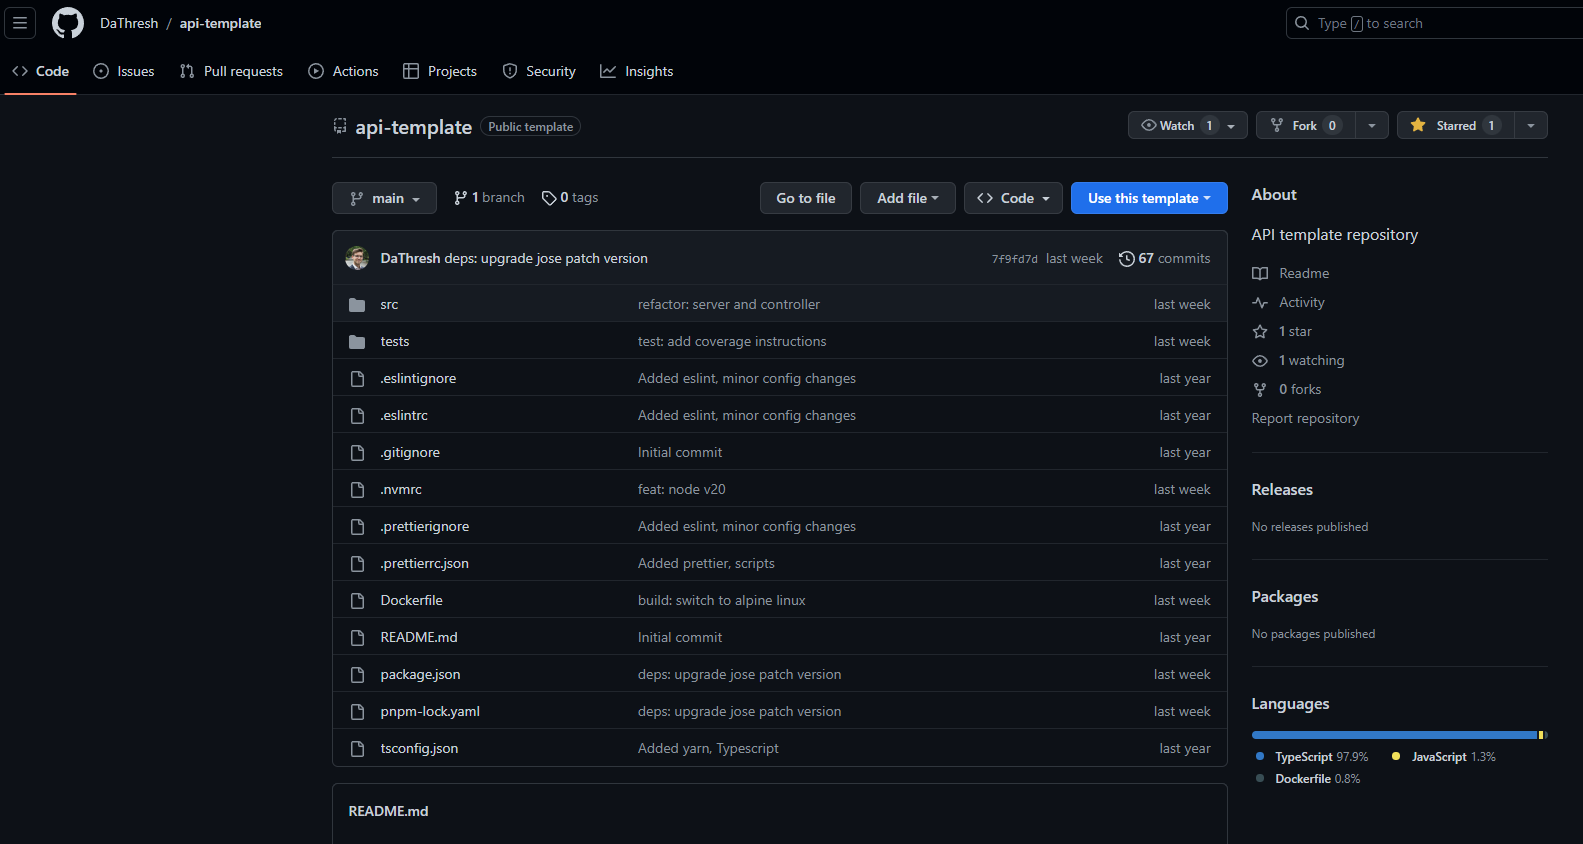 DaThresh / api-template
Type / to search
Code Issues Pull requests Actions Projects Security Insights
api-template Public template
Watch 1 Fork 0 Starred 1
main 1 branch 0 tags Go to file Add file Code Use this template
DaThresh deps: upgrade jose patch version 7f9fd7d last week 67 commits
src refactor: server and controller last week
tests test: add coverage instructions last week
.eslintignore Added eslint, minor config changes last year
.eslintrc Added eslint, minor config changes last year
.gitignore Initial commit last year
.nvmrc feat: node v20 last week
.prettierignore Added eslint, minor config changes last year
.prettierrc.json Added prettier, scripts last year
Dockerfile build: switch to alpine linux last week
README.md Initial commit last year
package.json deps: upgrade jose patch version last week
pnpm-lock.yaml deps: upgrade jose patch version last week
tsconfig.json Added yarn, Typescript last year
README.md
About
API template repository
Readme
Activity
1 star
1 watching
0 forks
Report repository
Releases
No releases published
Packages
No packages published
Languages
TypeScript 97.9% JavaScript 1.3%
Dockerfile 0.8%